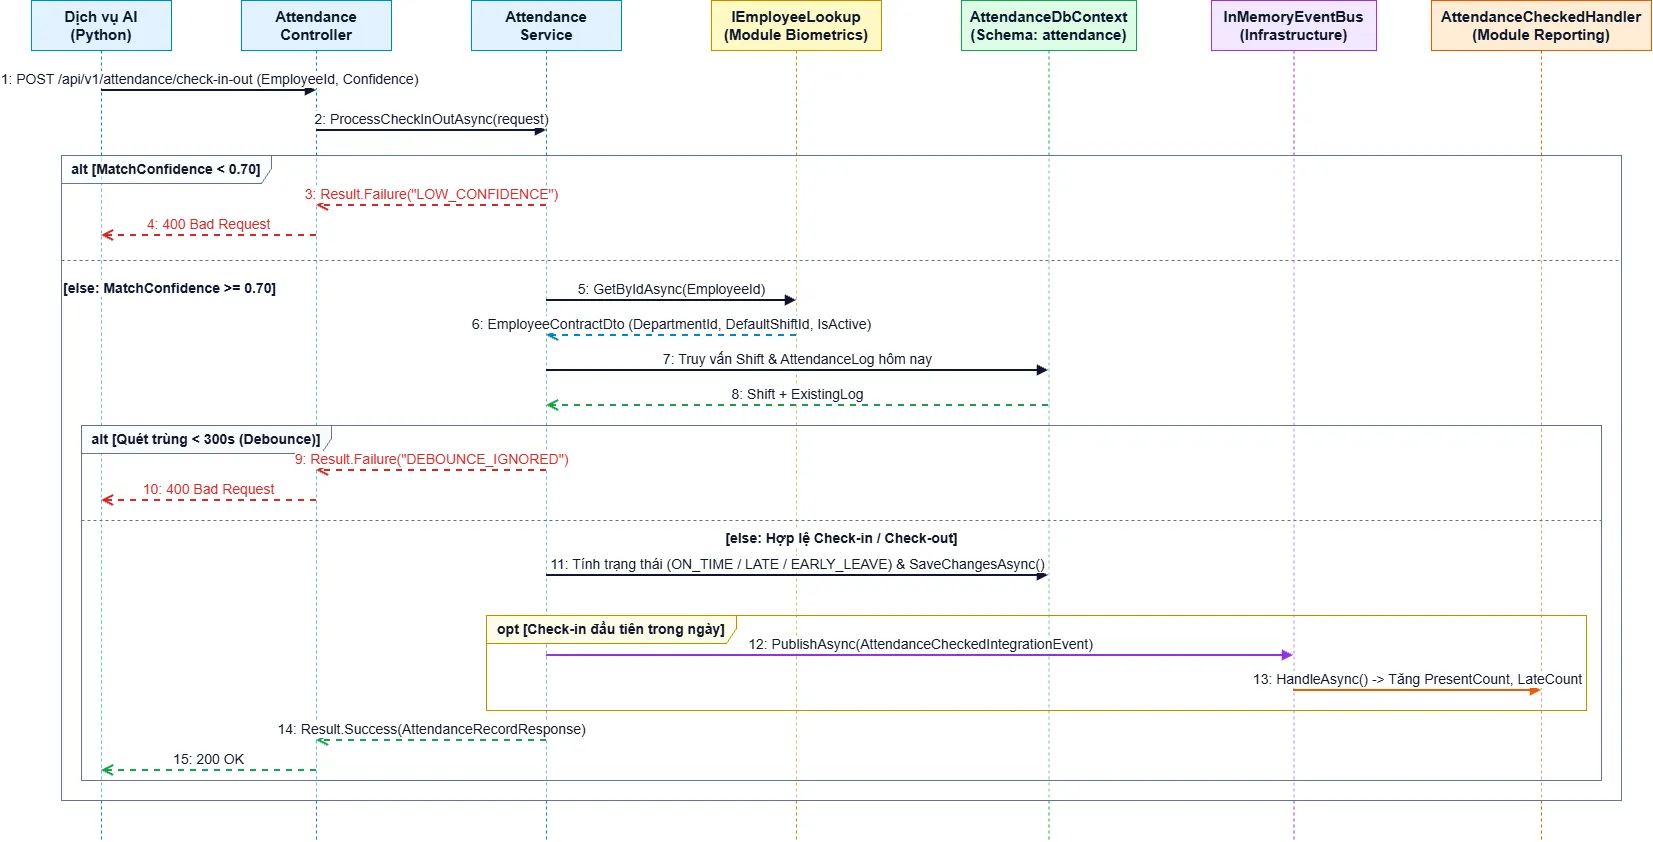 Dịch vụ AI
(Python)
Attendance
Controller
Attendance
Service
IEmployeeLookup
(Module Biometrics)
AttendanceDbContext
(Schema: attendance)
InMemoryEventBus
(Infrastructure)
AttendanceCheckedHandler
(Module Reporting)
1: POST /api/v1/attendance/check-in-out (EmployeeId, Confidence)
2: ProcessCheckInOutAsync(request)
alt [MatchConfidence < 0.70]
3: Result.Failure("LOW_CONFIDENCE")
4: 400 Bad Request
[else: MatchConfidence >= 0.70]
5: GetByIdAsync(EmployeeId)
6: EmployeeContractDto (DepartmentId, DefaultShiftId, IsActive)
7: Truy vấn Shift & AttendanceLog hôm nay
8: Shift + ExistingLog
alt [Quét trùng < 300s (Debounce)]
9: Result.Failure("DEBOUNCE_IGNORED")
10: 400 Bad Request
[else: Hợp lệ Check-in / Check-out]
11: Tính trạng thái (ON_TIME / LATE / EARLY_LEAVE) & SaveChangesAsync()
opt [Check-in đầu tiên trong ngày]
12: PublishAsync(AttendanceCheckedIntegrationEvent)
13: HandleAsync() -> Tăng PresentCount, LateCount
14: Result.Success(AttendanceRecordResponse)
15: 200 OK